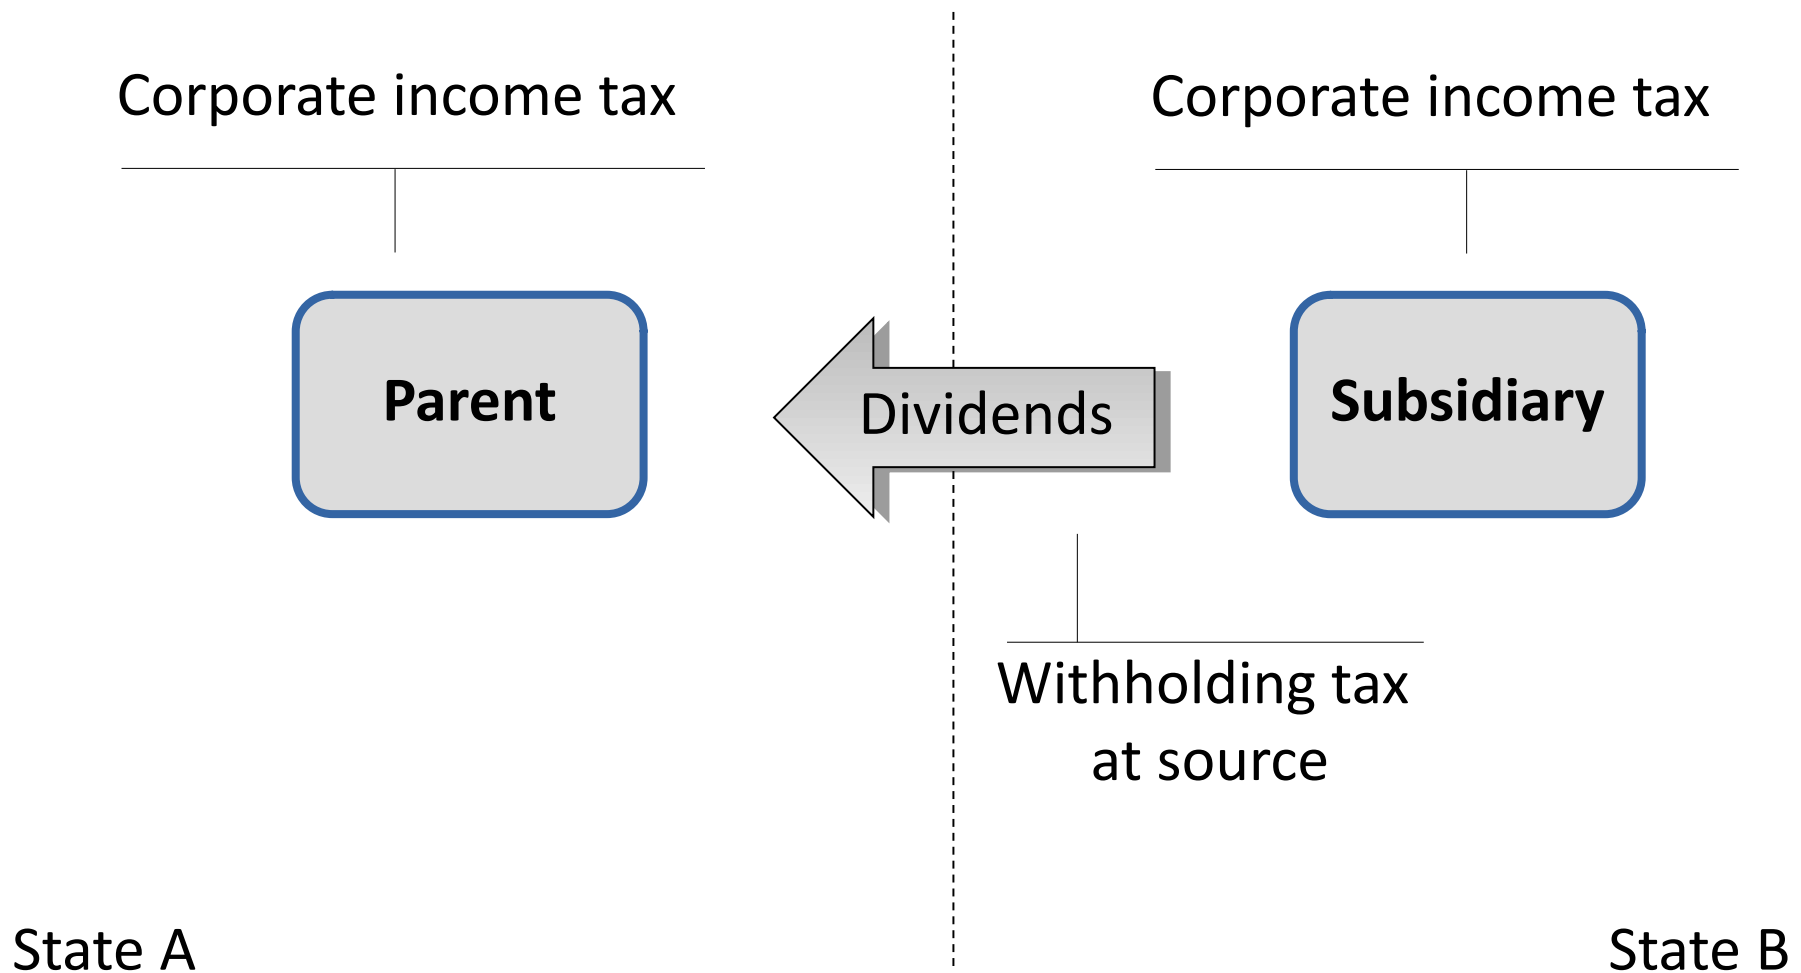 Corporate income tax
Corporate income tax
Parent
Dividends
Subsidiary
Withholding tax
at source
State A
State B